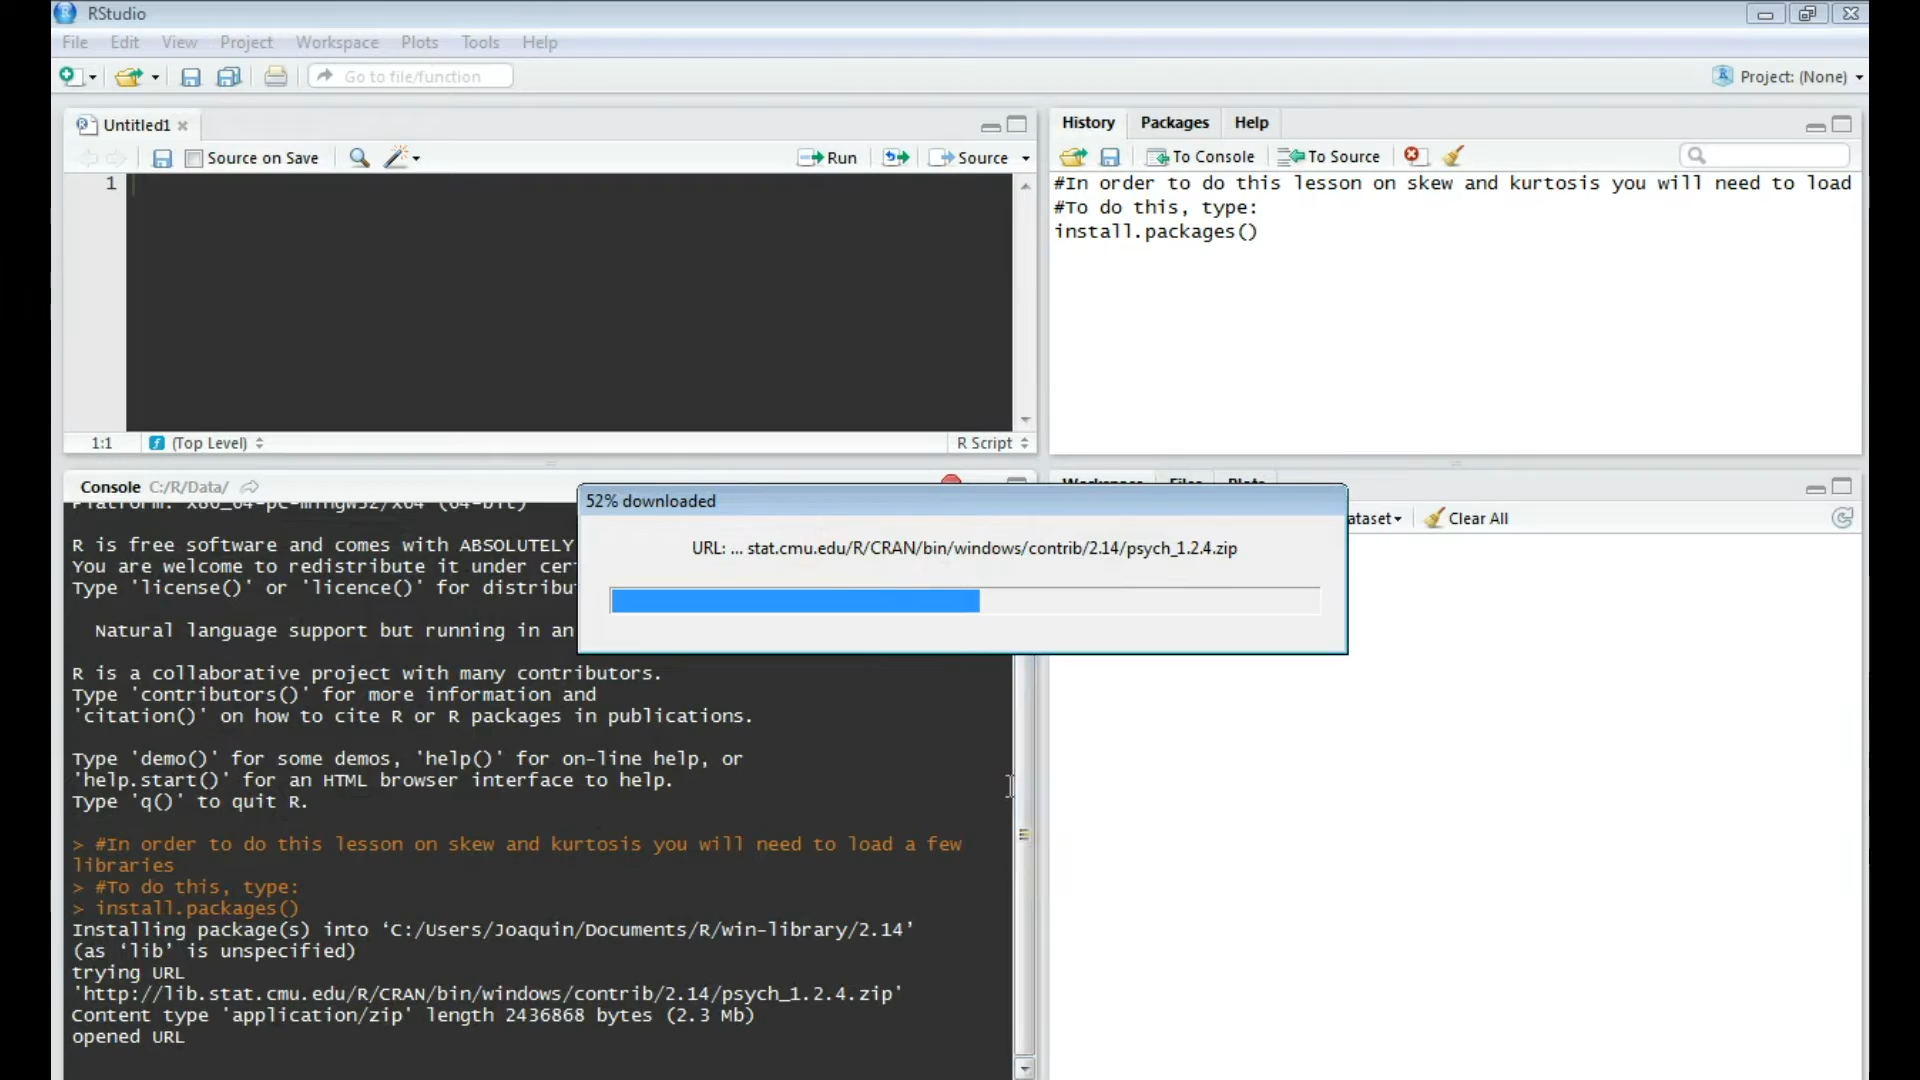 RStudio
File Edit View Project Workspace Plots Tools Help
Go to file/function
Project: (None)
Untitled1
Source on Save
Run
Source
1
1:1
(Top Level)
R Script
History Packages Help
To Console
To Source
#In order to do this lesson on skew and kurtosis you will need to load
#To do this, type:
install.packages()
Console C:/R/Data/
Platform: x86_64-pc-mingw32/x64 (64-bit)
R is free software and comes with ABSOLUTELY
You are welcome to redistribute it under cer
Type 'license()' or 'licence()' for distribu
Natural language support but running in an
R is a collaborative project with many contributors.
Type 'contributors()' for more information and
'citation()' on how to cite R or R packages in publications.
Type 'demo()' for some demos, 'help()' for on-line help, or
'help.start()' for an HTML browser interface to help.
Type 'q()' to quit R.
> #In order to do this lesson on skew and kurtosis you will need to load a few
libraries
> #To do this, type:
> install.packages()
Installing package(s) into ‘C:/Users/Joaquin/Documents/R/win-library/2.14’
(as ‘lib’ is unspecified)
trying URL
'http://lib.stat.cmu.edu/R/CRAN/bin/windows/contrib/2.14/psych_1.2.4.zip'
Content type 'application/zip' length 2436868 bytes (2.3 Mb)
opened URL
52% downloaded
URL: ... stat.cmu.edu/R/CRAN/bin/windows/contrib/2.14/psych_1.2.4.zip
Workspace Files Plots
ataset
Clear All